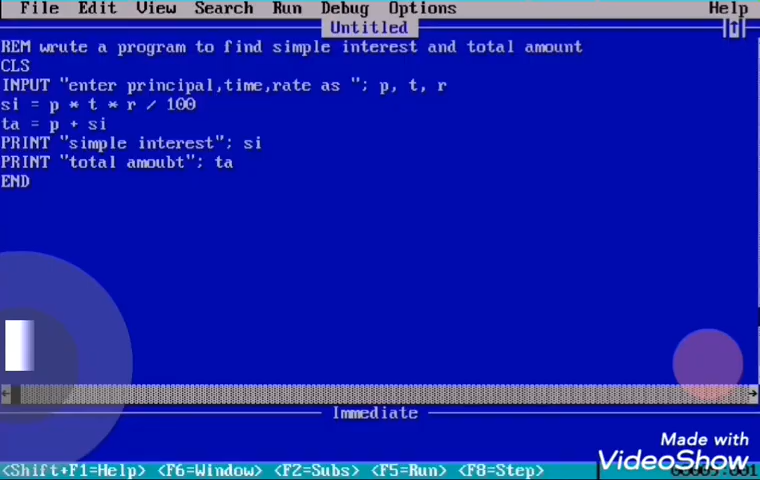 File Edit View Search Run Debug Options Help
Untitled
REM wrute a program to find simple interest and total amount
CLS
INPUT "enter principal,time,rate as "; p, t, r
si = p * t * r / 100
ta = p + si
PRINT "simple interest"; si
PRINT "total amoubt"; ta
END
Immediate
Made with
VideoShow
<Shift+F1=Help> <F6=Window> <F2=Subs> <F5=Run> <F8=Step>